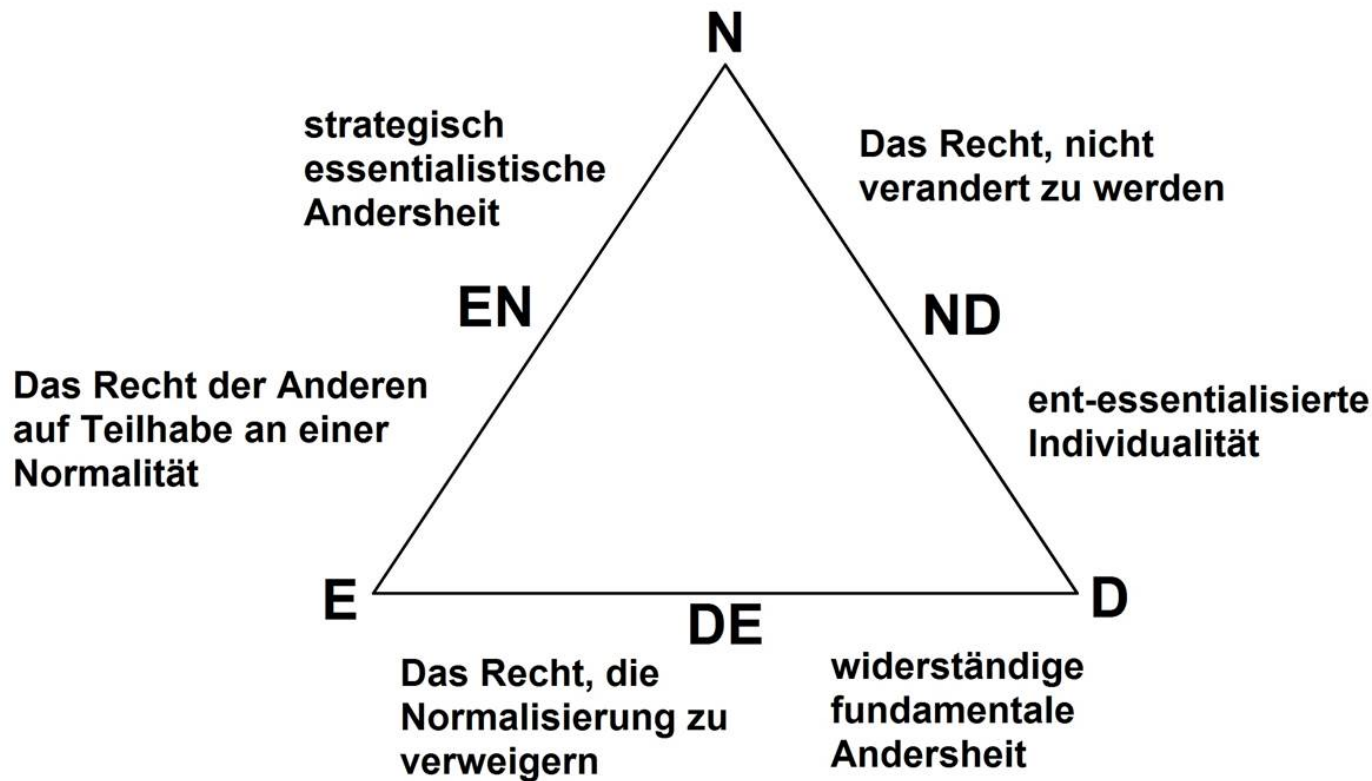 N
strategisch
essentialistische
Andersheit
Das Recht, nicht
verandert zu werden
EN
ND
Das Recht der Anderen
auf Teilhabe an einer
Normalität
ent-essentialisierte
Individualität
E
DE
D
Das Recht, die
Normalisierung zu
verweigern
widerständige
fundamentale
Andersheit